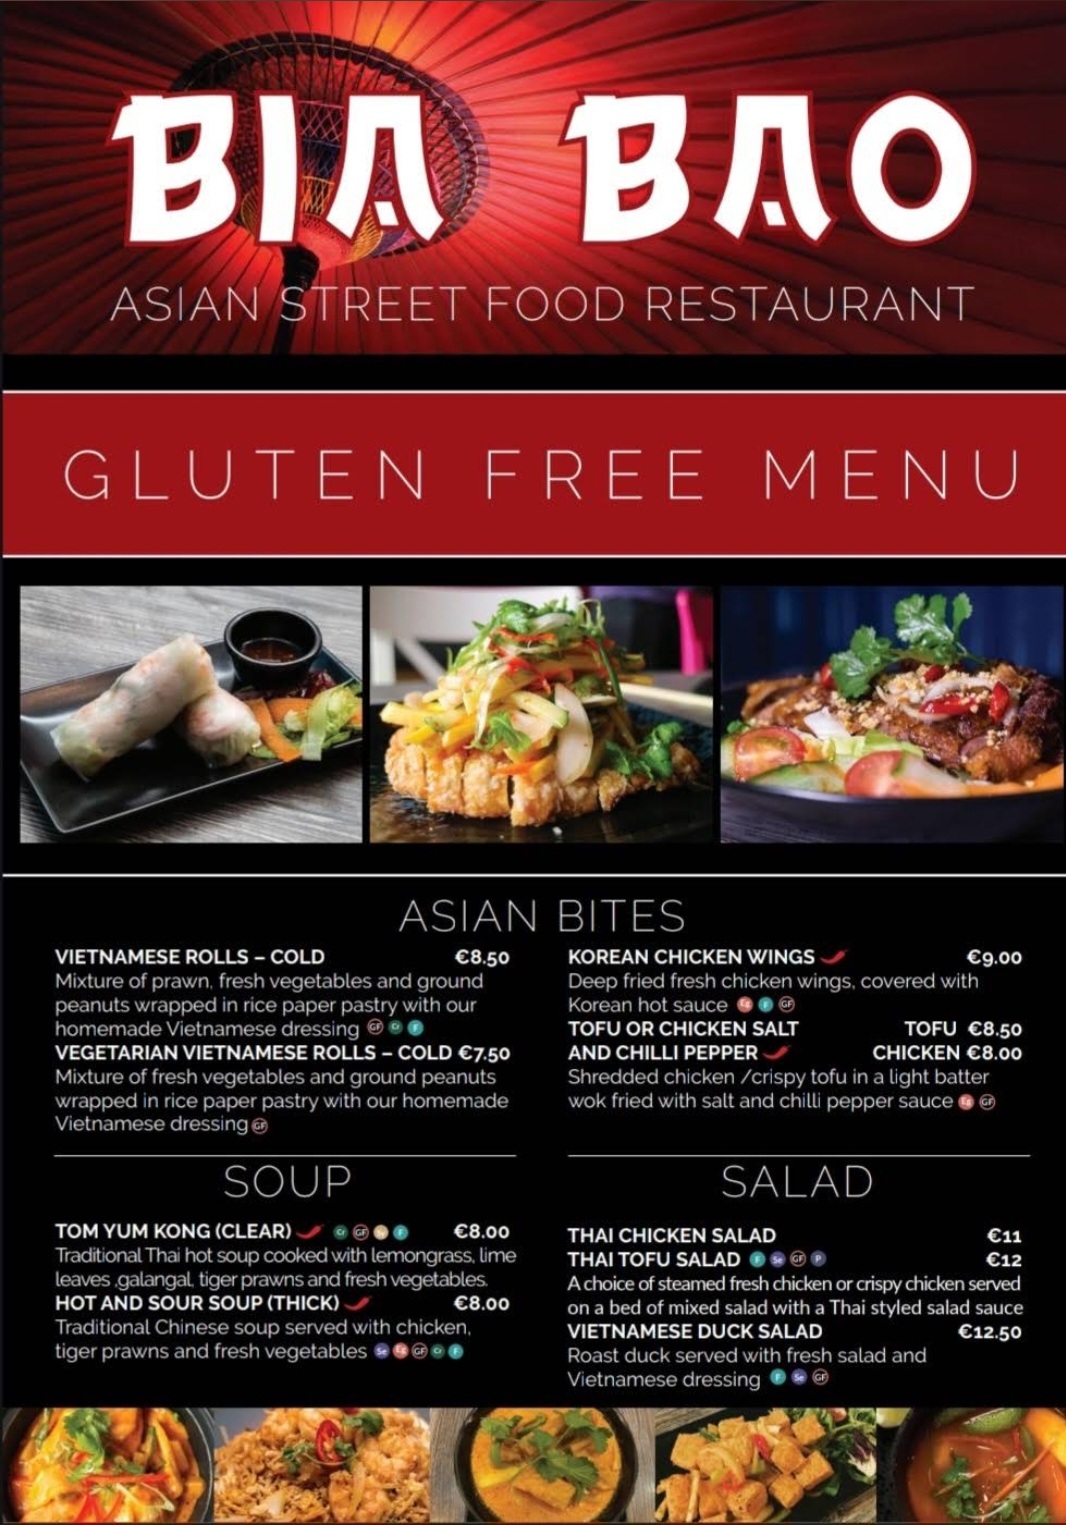 BIA BAO
ASIAN STREET FOOD RESTAURANT
GLUTEN FREE MENU
ASIAN BITES
VIETNAMESE ROLLS – COLD €8.50
Mixture of prawn, fresh vegetables and ground
peanuts wrapped in rice paper pastry with our
homemade Vietnamese dressing GF Cr F
VEGETARIAN VIETNAMESE ROLLS – COLD €7.50
Mixture of fresh vegetables and ground peanuts
wrapped in rice paper pastry with our homemade
Vietnamese dressing GF
KOREAN CHICKEN WINGS €9.00
Deep fried fresh chicken wings, covered with
Korean hot sauce Eg F GF
TOFU OR CHICKEN SALT TOFU €8.50
AND CHILLI PEPPER CHICKEN €8.00
Shredded chicken /crispy tofu in a light batter
wok fried with salt and chilli pepper sauce Eg GF
SOUP
TOM YUM KONG (CLEAR) Cr GF F €8.00
Traditional Thai hot soup cooked with lemongrass, lime
leaves ,galangal, tiger prawns and fresh vegetables.
HOT AND SOUR SOUP (THICK) €8.00
Traditional Chinese soup served with chicken,
tiger prawns and fresh vegetables Se Eg GF Cr F
SALAD
THAI CHICKEN SALAD €11
THAI TOFU SALAD F Se GF P €12
A choice of steamed fresh chicken or crispy chicken served
on a bed of mixed salad with a Thai styled salad sauce
VIETNAMESE DUCK SALAD €12.50
Roast duck served with fresh salad and
Vietnamese dressing F Se GF